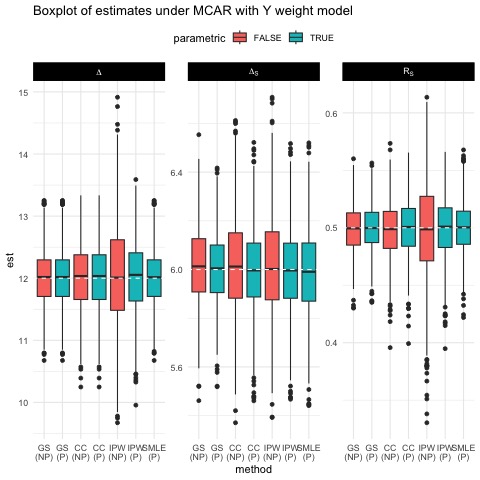 Boxplot of estimates under MCAR with Y weight model
parametric FALSE TRUE
Δ Δ_S R_S
est
15
14
13
12
11
10
6.4
6.0
5.6
0.6
0.5
0.4
GS GS CC CC IPW IPW SMLE
(NP) (P) (NP) (P) (NP) (P) (P)
GS GS CC CC IPW IPW SMLE
(NP) (P) (NP) (P) (NP) (P) (P)
GS GS CC CC IPW IPW SMLE
(NP) (P) (NP) (P) (NP) (P) (P)
method